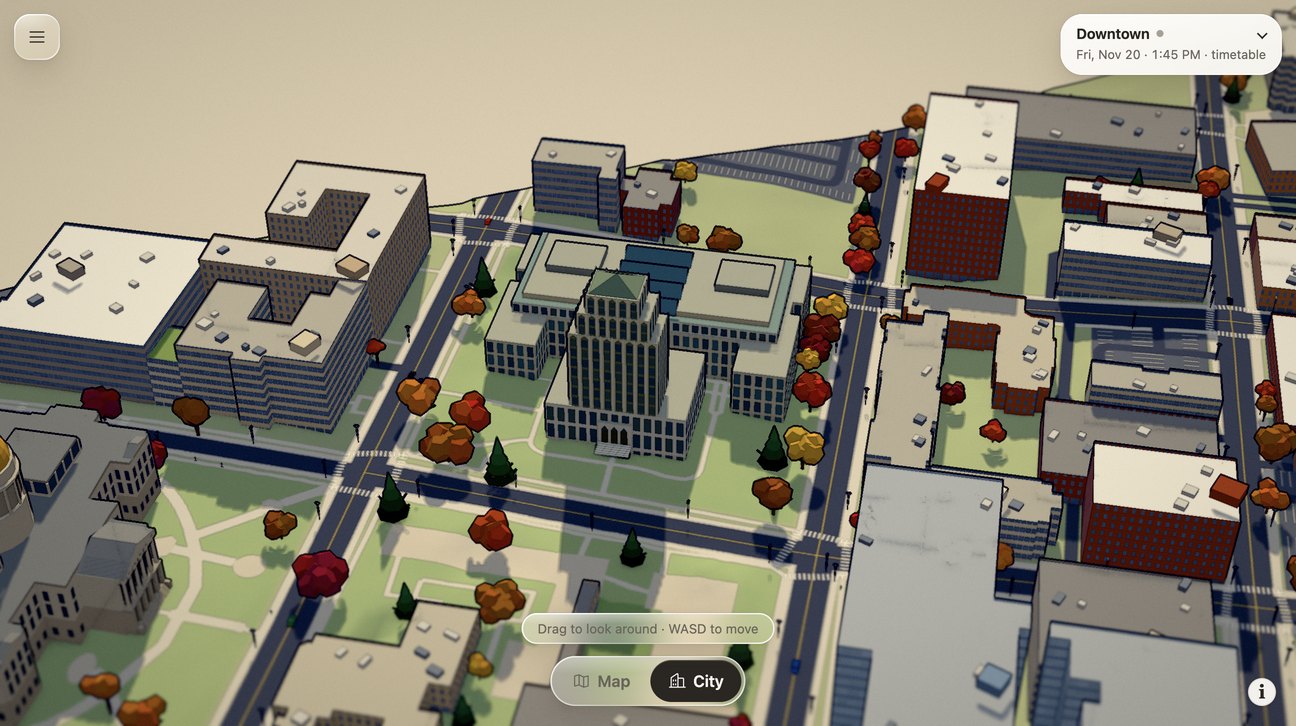 Downtown
Fri, Nov 20 · 1:45 PM · timetable
Drag to look around · WASD to move
Map
City